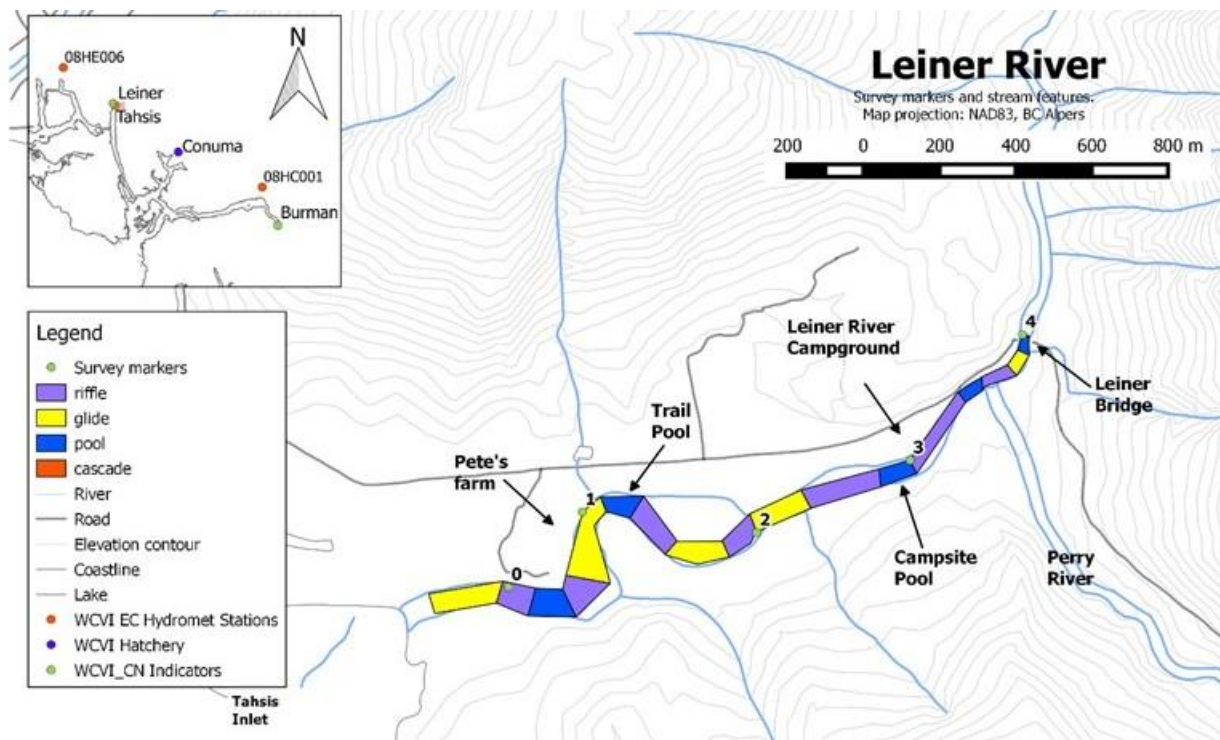 N
08HE006
Leiner
Tahsis
Conuma
08HC001
Burman
Leiner River
Survey markers and stream features.
Map projection: NAD83, BC Alpers
200 0 200 400 600 800 m
Legend
Survey markers
riffle
glide
pool
cascade
River
Road
Elevation contour
Coastline
Lake
WCVI EC Hydromet Stations
WCVI Hatchery
WCVI_CN Indicators
4
Leiner River
Campground
Leiner
Bridge
Trail
Pool
3
Pete's
farm
1
2
Campsite
Pool
Perry
River
0
Tahsis
Inlet